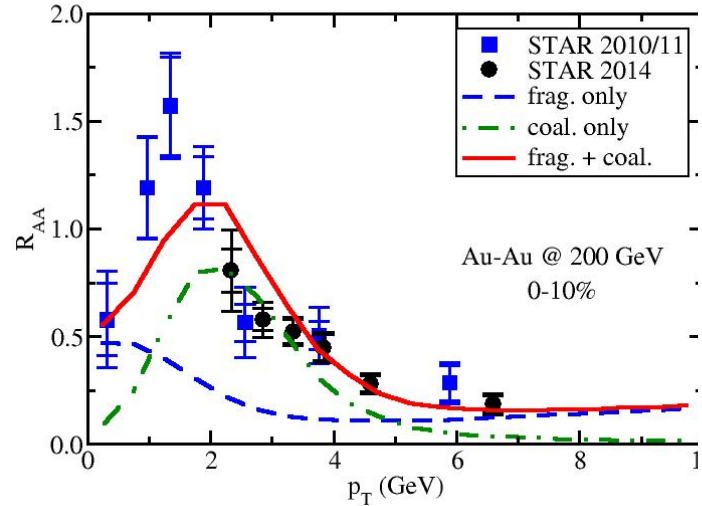 2.0
STAR 2010/11
STAR 2014
frag. only
coal. only
frag. + coal.
1.5
1.0
R_AA
Au-Au @ 200 GeV
0-10%
0.5
0.0
0 2 4 6 8 1
p_T (GeV)